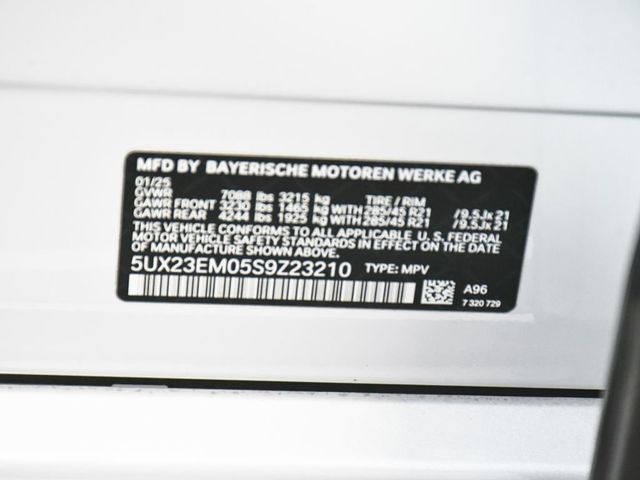 MFD BY BAYERISCHE MOTOREN WERKE AG
01/25
GVWR 7088 lbs 3215 kg TIRE / RIM
GAWR FRONT 3230 lbs 1465 kg WITH 285/45 R21 /9.5Jx21
GAWR REAR 4244 lbs 1925 kg WITH 285/45 R21 /9.5Jx21
THIS VEHICLE CONFORMS TO ALL APPLICABLE U.S. FEDERAL
MOTOR VEHICLE SAFETY STANDARDS IN EFFECT ON THE DATE
OF MANUFACTURE SHOWN ABOVE.
5UX23EM05S9Z23210 TYPE: MPV
A96
7 320 729